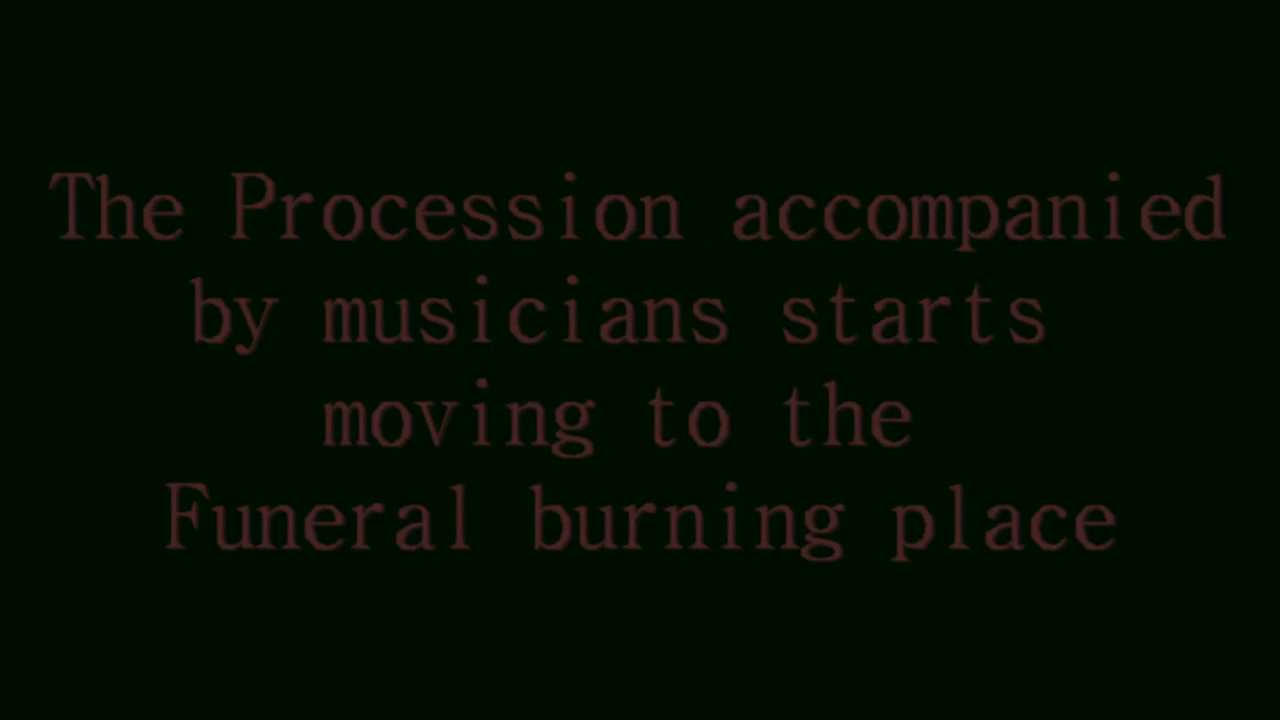 The Procession accompanied
by musicians starts
moving to the
Funeral burning place